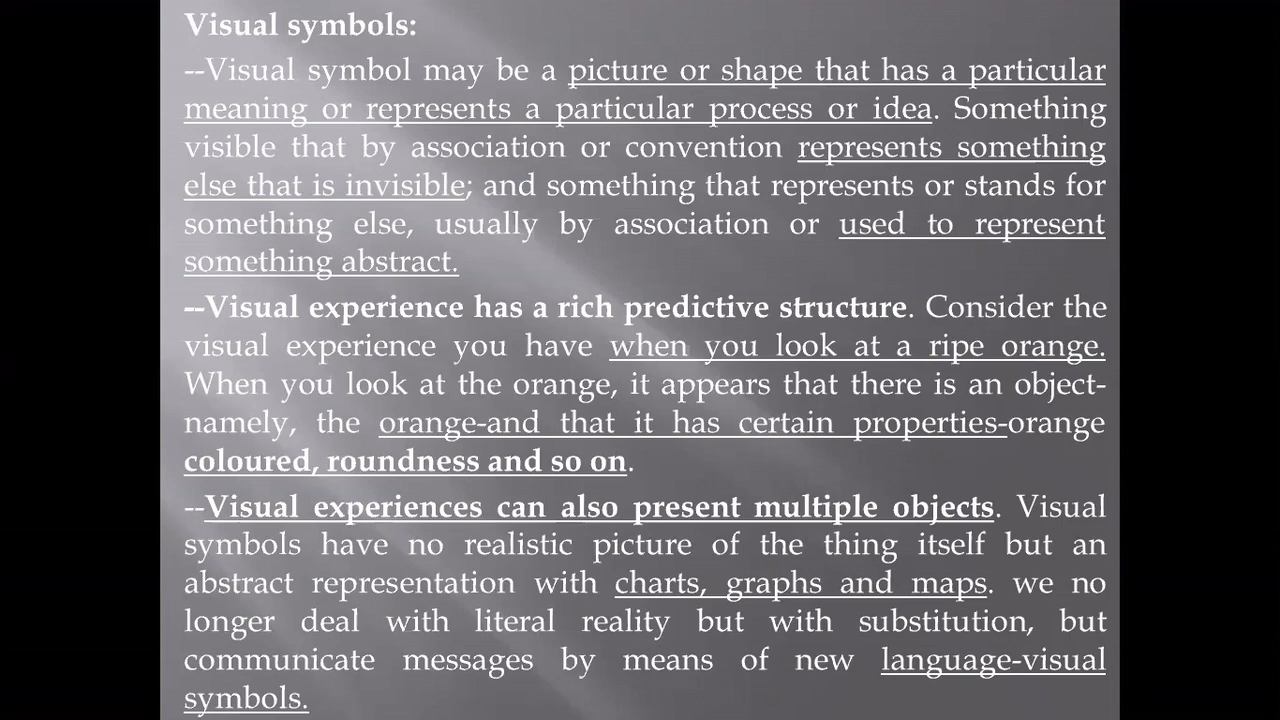 Visual symbols:
--Visual symbol may be a picture or shape that has a particular
meaning or represents a particular process or idea. Something
visible that by association or convention represents something
else that is invisible; and something that represents or stands for
something else, usually by association or used to represent
something abstract.
--Visual experience has a rich predictive structure. Consider the
visual experience you have when you look at a ripe orange.
When you look at the orange, it appears that there is an object-
namely, the orange-and that it has certain properties-orange
coloured, roundness and so on.
--Visual experiences can also present multiple objects. Visual
symbols have no realistic picture of the thing itself but an
abstract representation with charts, graphs and maps. we no
longer deal with literal reality but with substitution, but
communicate messages by means of new language-visual
symbols.